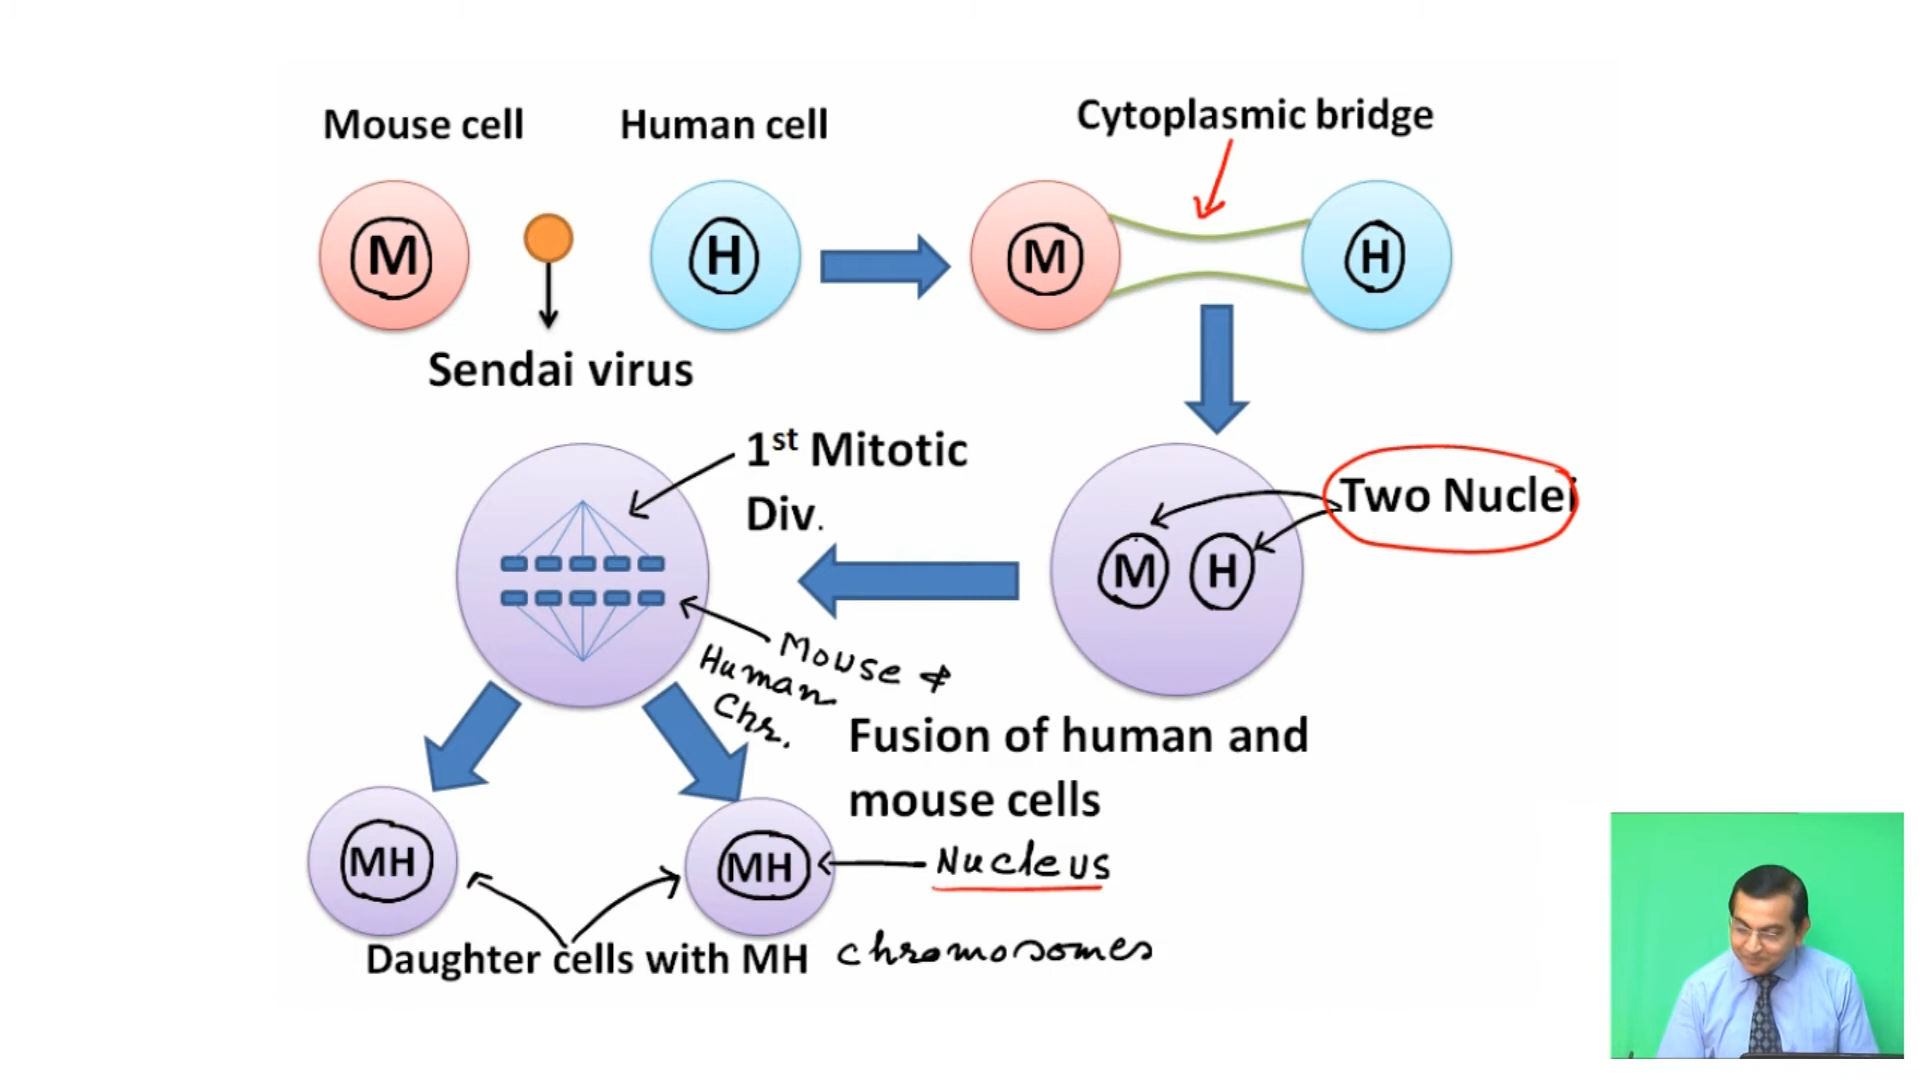 Mouse cell
Human cell
Cytoplasmic bridge
M
H
M
H
Sendai virus
1st Mitotic
Div.
Two Nuclei
M H
Mouse &
Human
Chr.
Fusion of human and
mouse cells
MH
MH
Nucleus
Daughter cells with MH chromosomes